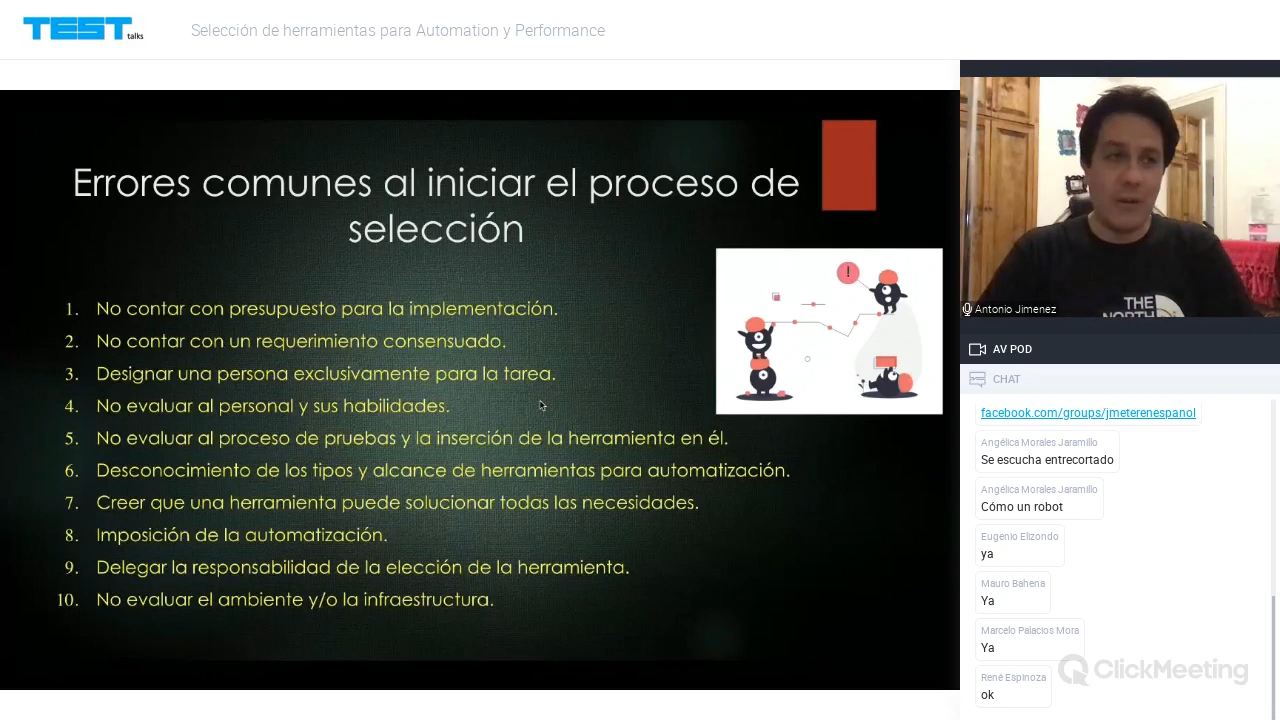 TEST talks
Selección de herramientas para Automation y Performance
Errores comunes al iniciar el proceso de
selección
1. No contar con presupuesto para la implementación.
2. No contar con un requerimiento consensuado.
3. Designar una persona exclusivamente para la tarea.
4. No evaluar al personal y sus habilidades.
5. No evaluar al proceso de pruebas y la inserción de la herramienta en él.
6. Desconocimiento de los tipos y alcance de herramientas para automatización.
7. Creer que una herramienta puede solucionar todas las necesidades.
8. Imposición de la automatización.
9. Delegar la responsabilidad de la elección de la herramienta.
10. No evaluar el ambiente y/o la infraestructura.
!
THE
NORTH
Antonio Jimenez
AV POD
CHAT
facebook.com/groups/jmeterenespanol
Angélica Morales Jaramillo
Se escucha entrecortado
Angélica Morales Jaramillo
Cómo un robot
Eugenio Elizondo
ya
Mauro Bahena
Ya
Marcelo Palacios Mora
Ya
René Espinoza
ok
ClickMeeting